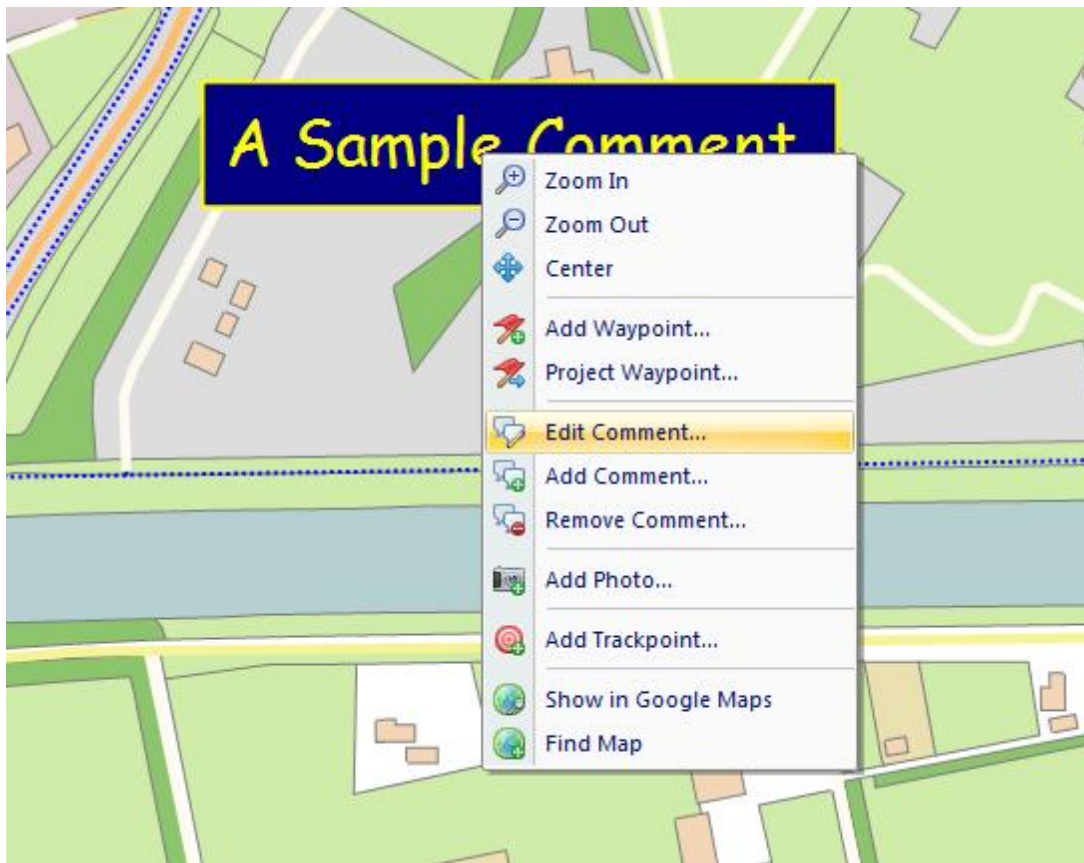 A Sample Comment
Zoom In
Zoom Out
Center
Add Waypoint...
Project Waypoint...
Edit Comment...
Add Comment...
Remove Comment...
Add Photo...
Add Trackpoint...
Show in Google Maps
Find Map